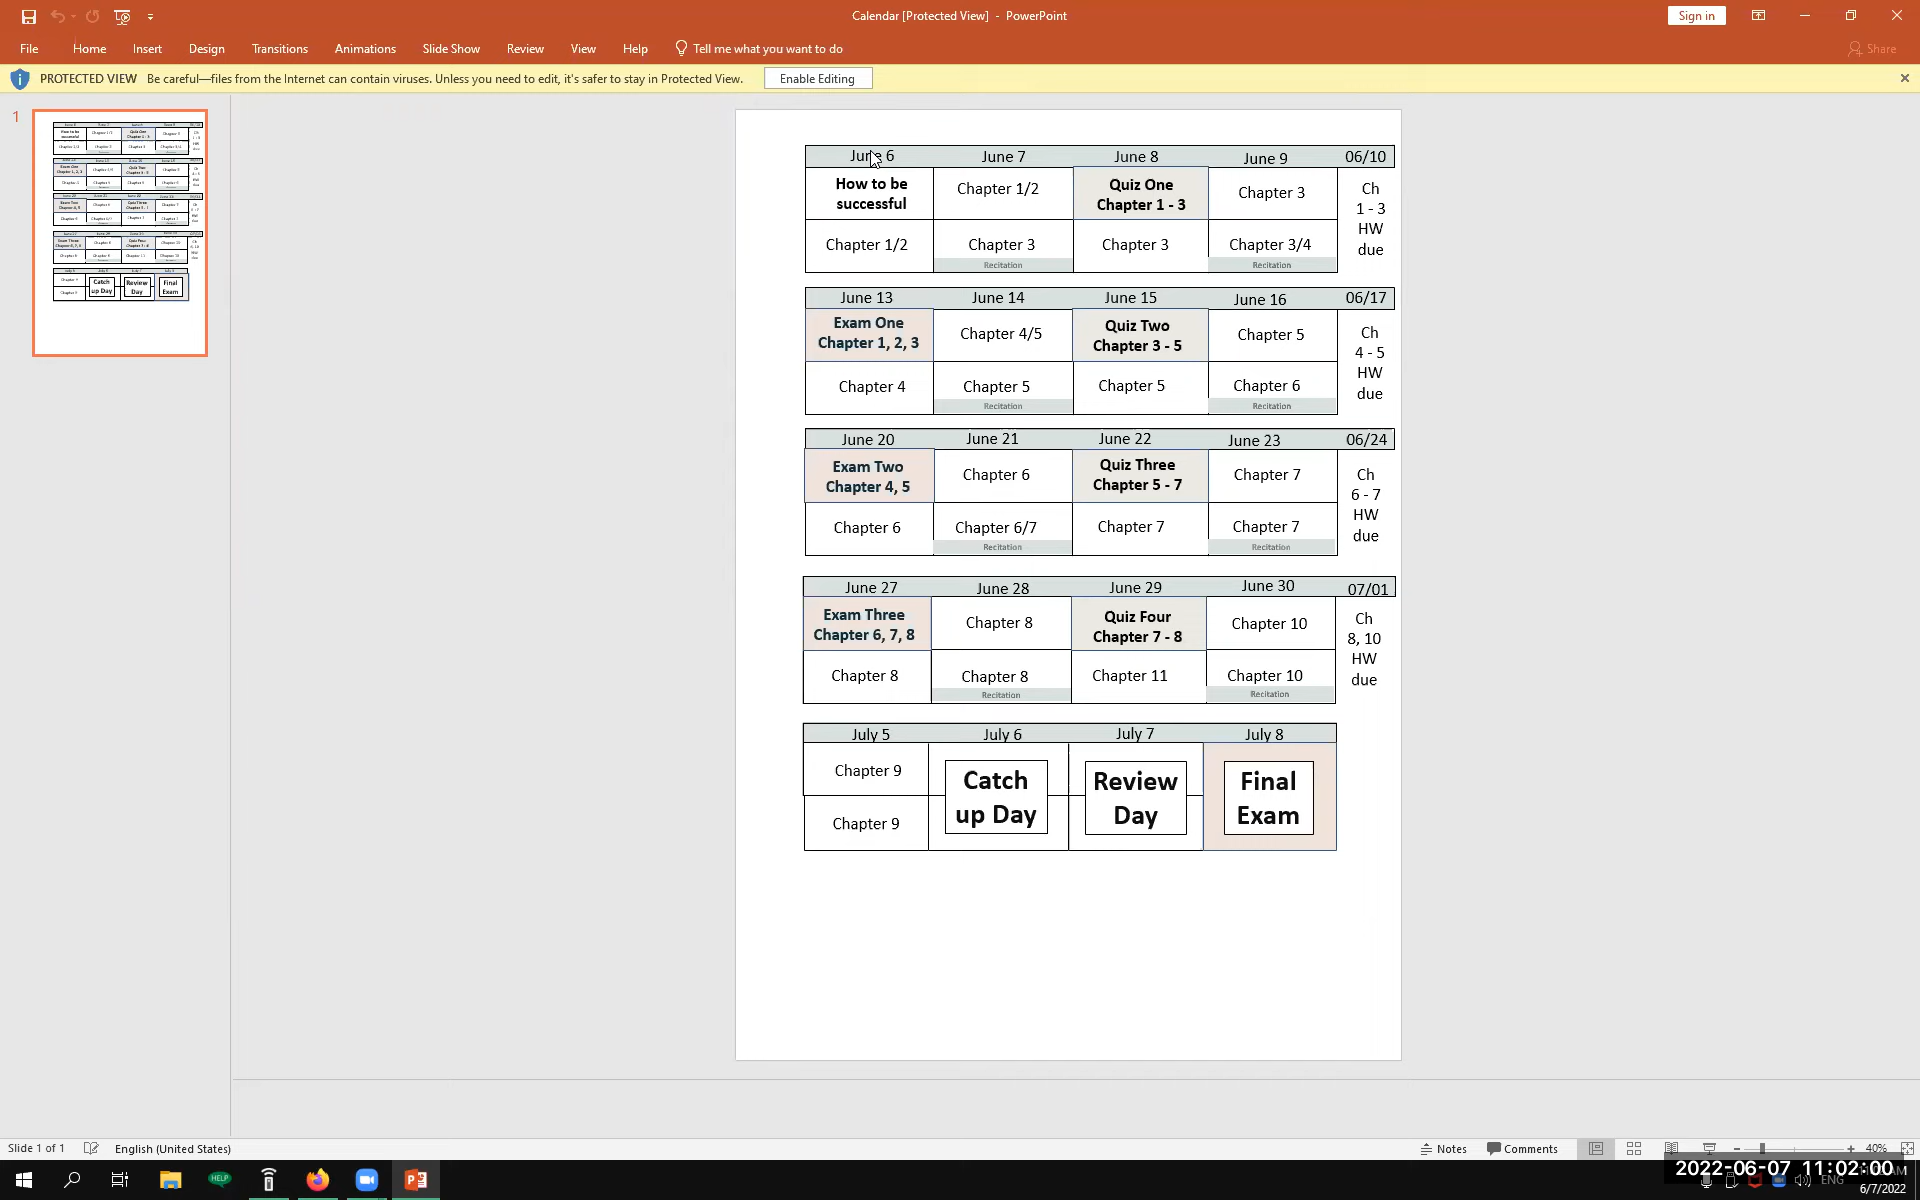 Calendar [Protected View] - PowerPoint
Sign in
File Home Insert Design Transitions Animations Slide Show Review View Help Tell me what you want to do
Share
PROTECTED VIEW Be careful—files from the Internet can contain viruses. Unless you need to edit, it's safer to stay in Protected View.
Enable Editing
1
June 6 June 7 June 8 June 9 06/10
How to be successful
Chapter 1/2
Quiz One
Chapter 1 - 3
Chapter 3
Ch
1 - 3
HW
due
Chapter 1/2
Chapter 3
Chapter 3
Chapter 3/4
Recitation
Recitation
June 13 June 14 June 15 June 16 06/17
Exam One
Chapter 1, 2, 3
Chapter 4/5
Quiz Two
Chapter 3 - 5
Chapter 5
Ch
4 - 5
HW
due
Chapter 4
Chapter 5
Chapter 5
Chapter 6
Recitation
Recitation
June 20 June 21 June 22 June 23 06/24
Exam Two
Chapter 4, 5
Chapter 6
Quiz Three
Chapter 5 - 7
Chapter 7
Ch
6 - 7
HW
due
Chapter 6
Chapter 6/7
Chapter 7
Chapter 7
Recitation
Recitation
June 27 June 28 June 29 June 30 07/01
Exam Three
Chapter 6, 7, 8
Chapter 8
Quiz Four
Chapter 7 - 8
Chapter 10
Ch
8, 10
HW
due
Chapter 8
Chapter 8
Chapter 11
Chapter 10
Recitation
Recitation
July 5 July 6 July 7 July 8
Chapter 9
Catch
up Day
Review
Day
Final
Exam
Chapter 9
Slide 1 of 1
English (United States)
Notes
Comments
40%
HELP
2022-06-07 11:02:00
ENG
6/7/2022